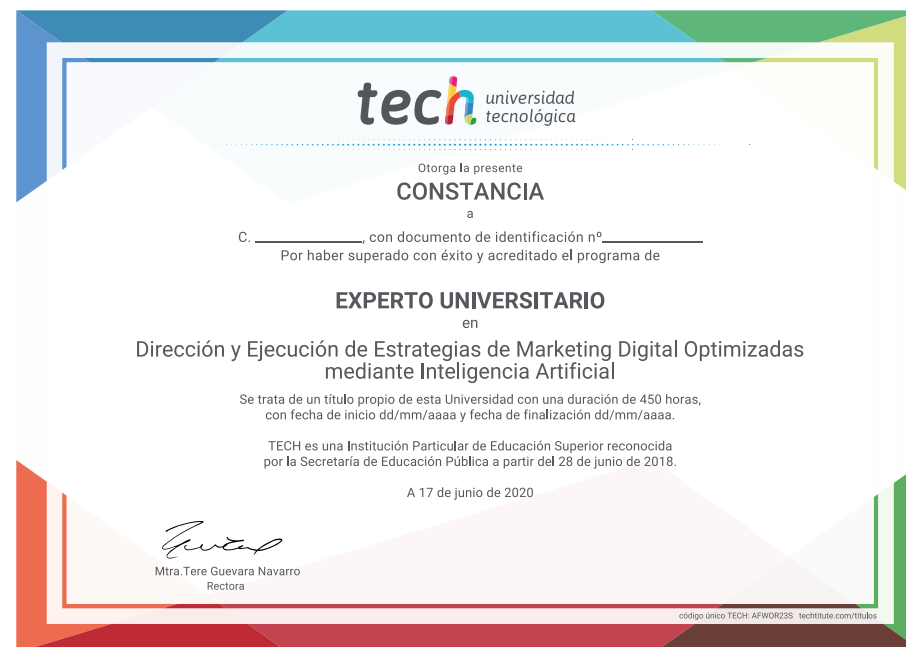 tech universidad
tecnológica
Otorga la presente
CONSTANCIA
a
C. ____________, con documento de identificación nº____________
Por haber superado con éxito y acreditado el programa de
EXPERTO UNIVERSITARIO
en
Dirección y Ejecución de Estrategias de Marketing Digital Optimizadas
mediante Inteligencia Artificial
Se trata de un título propio de esta Universidad con una duración de 450 horas,
con fecha de inicio dd/mm/aaaa y fecha de finalización dd/mm/aaaa.
TECH es una Institución Particular de Educación Superior reconocida
por la Secretaría de Educación Pública a partir del 28 de junio de 2018.
A 17 de junio de 2020
Mtra.Tere Guevara Navarro
Rectora
código único TECH: AFWOR23S techtitute.com/titulos